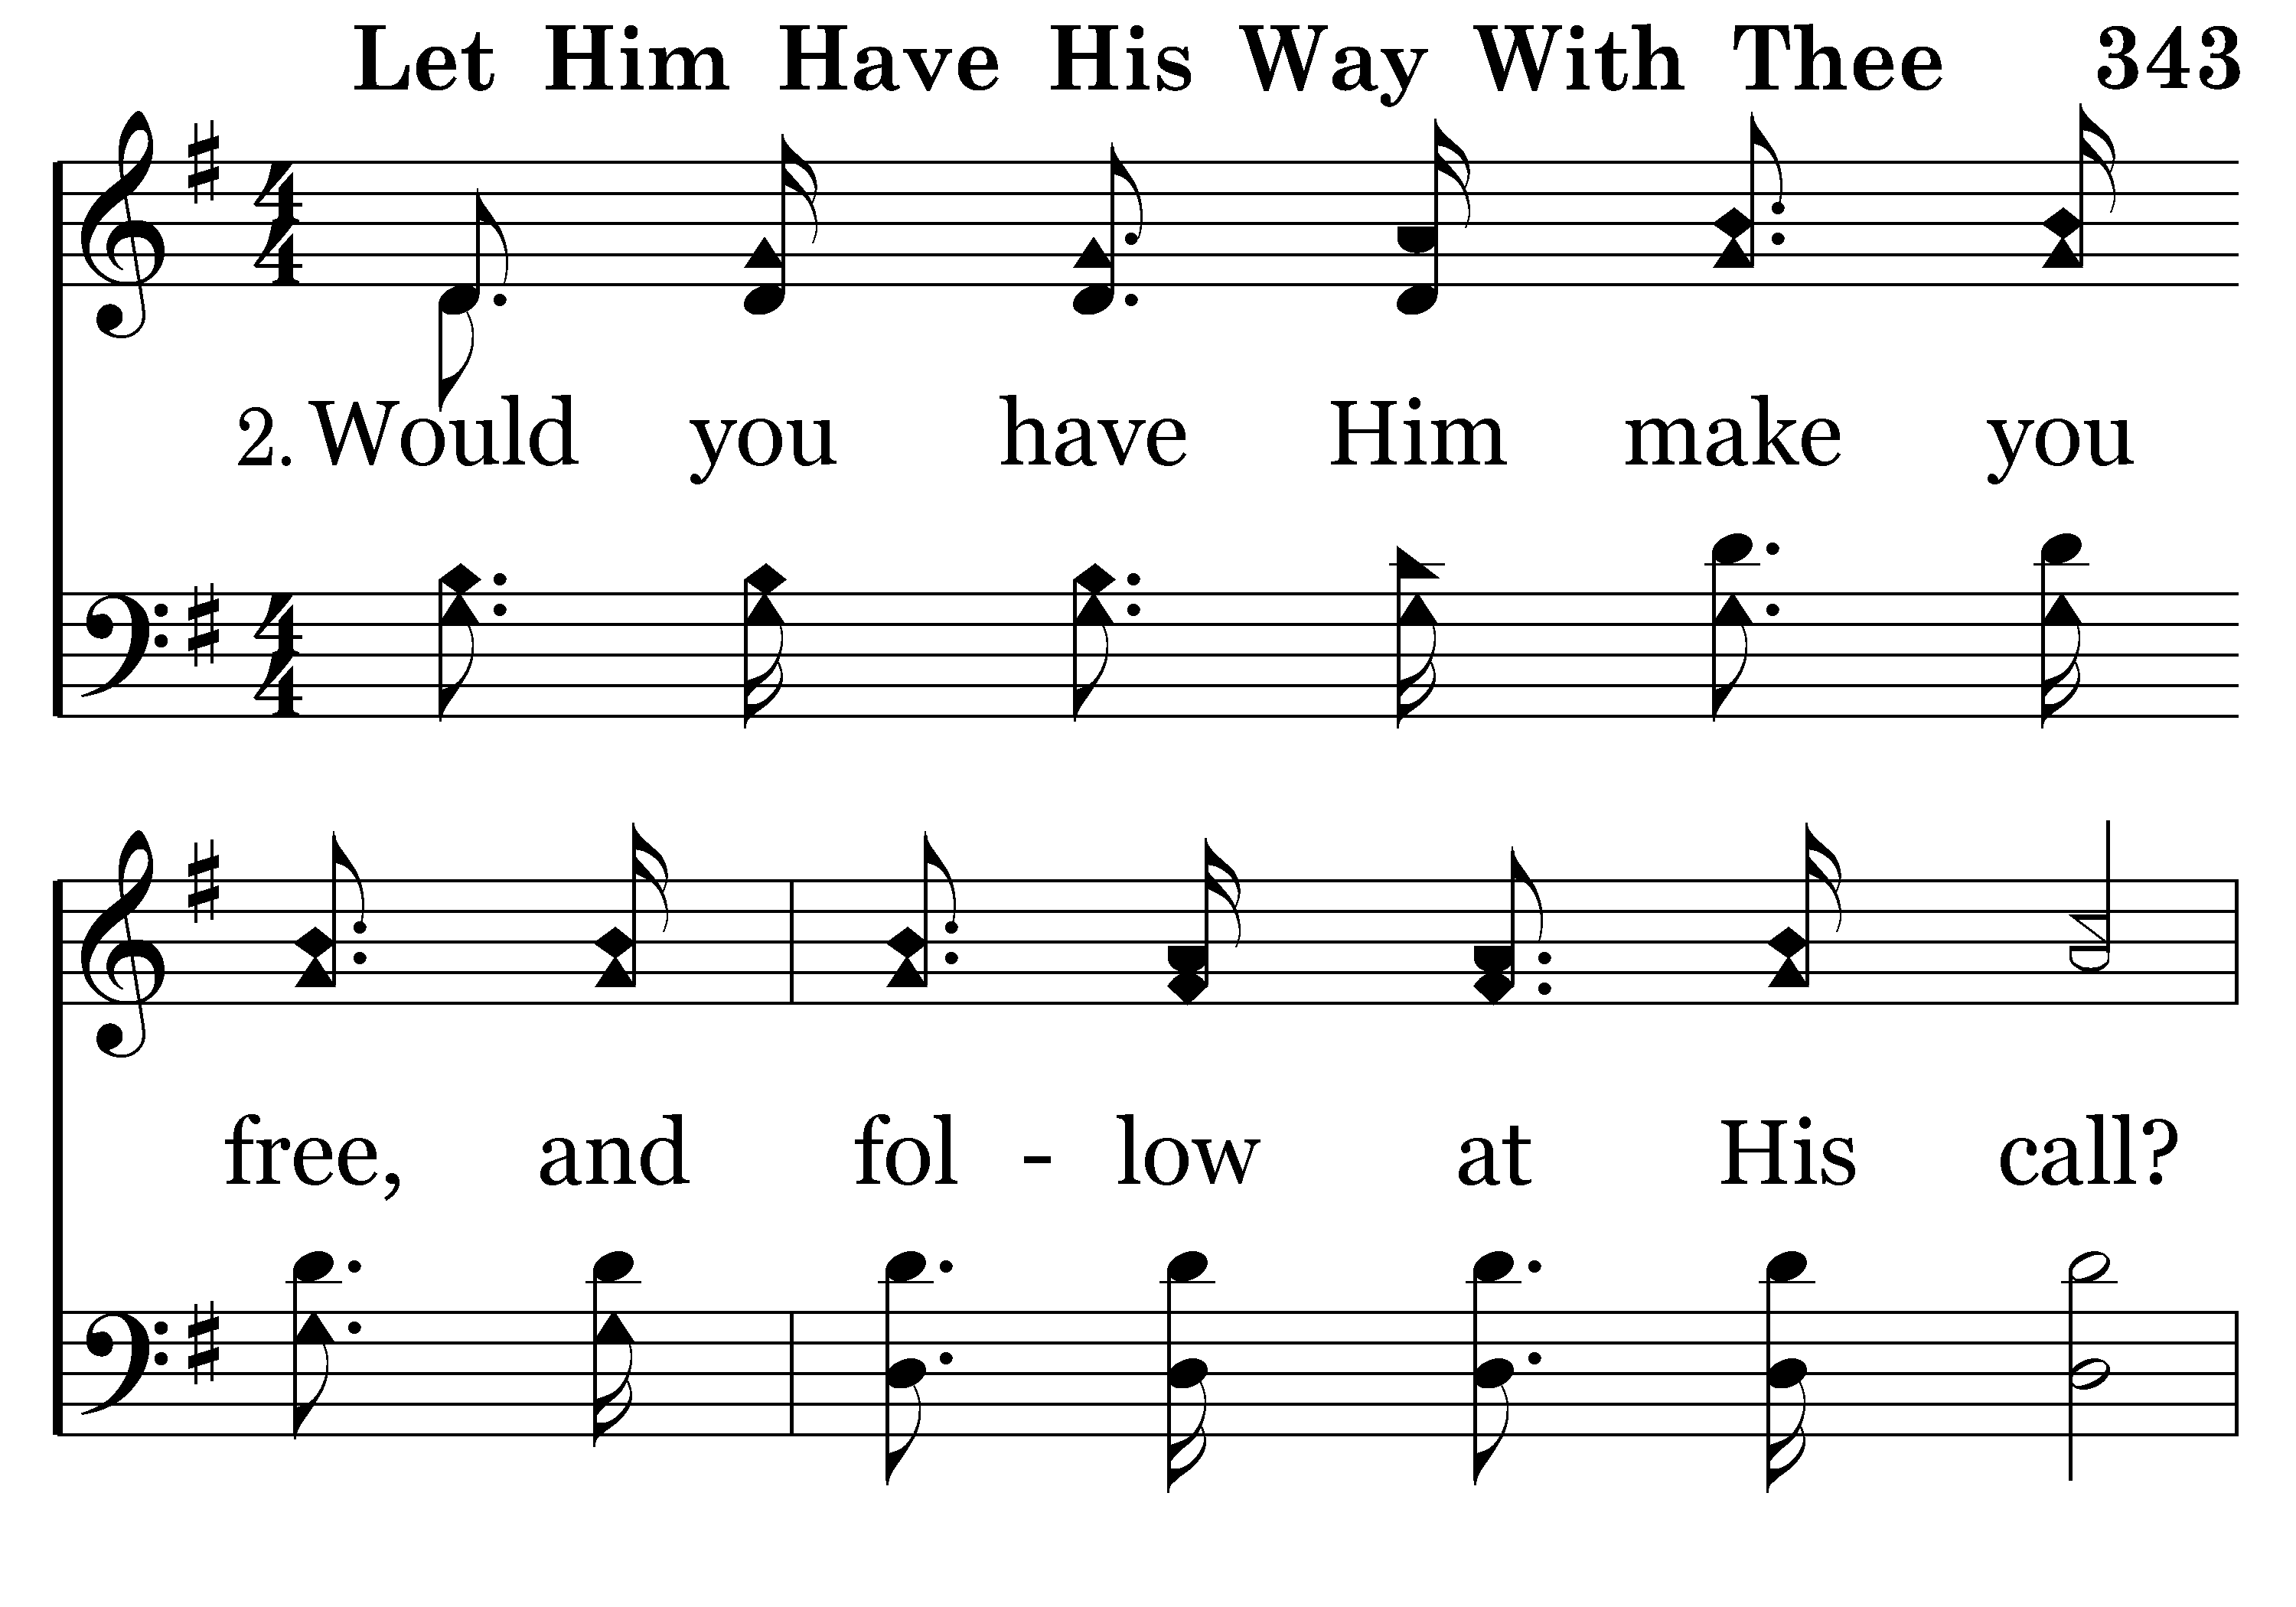 Let Him Have His Way With Thee 343
2. Would you have Him make you
free, and fol - low at His call?